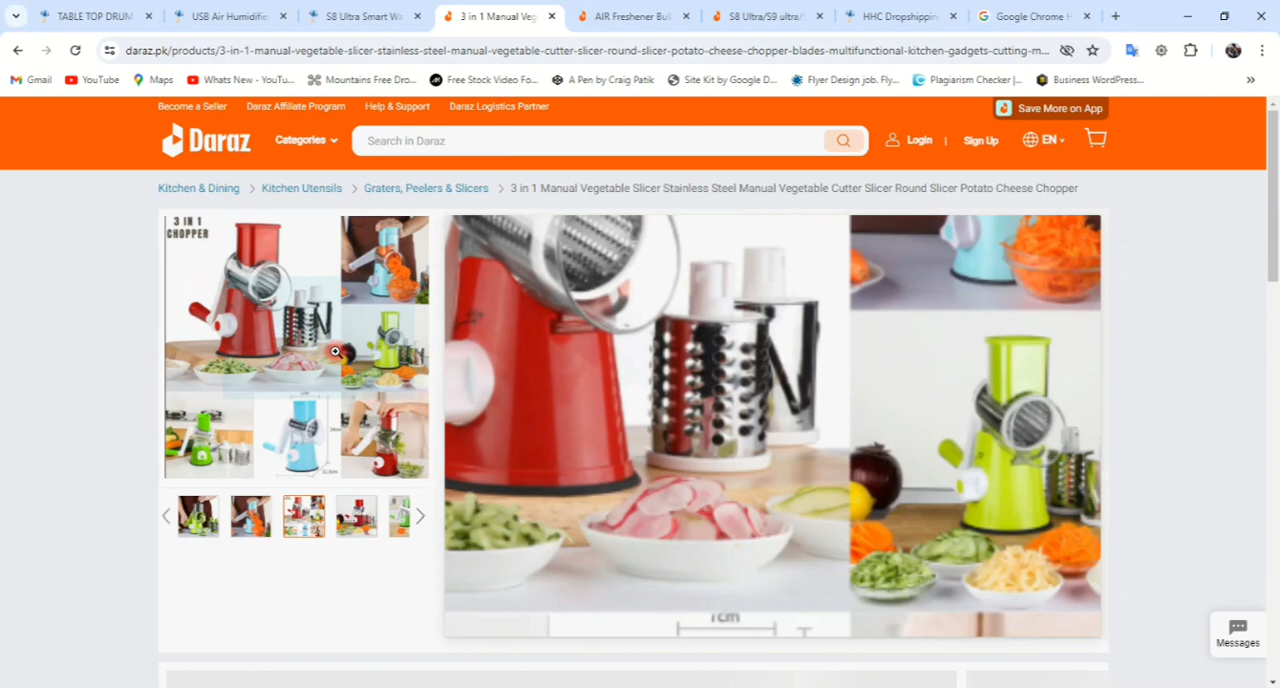 TABLE TOP DRUM
USB Air Humidifie
S8 Ultra Smart Wa
3 in 1 Manual Veg
AIR Freshener Bul
S8 Ultra/S9 ultra/
HHC Dropshippin
Google Chrome H
daraz.pk/products/3-in-1-manual-vegetable-slicer-stainless-steel-manual-vegetable-cutter-slicer-round-slicer-potato-cheese-chopper-blades-multifunctional-kitchen-gadgets-cutting-m...
Gmail
YouTube
Maps
Whats New - YouTu...
Mountains Free Dro...
Free Stock Video Fo...
A Pen by Craig Patik
Site Kit by Google D...
Flyer Design job. Fly...
Plagiarism Checker |...
Business WordPress...
Become a Seller
Daraz Affiliate Program
Help & Support
Daraz Logistics Partner
Save More on App
Daraz
Categories
Search in Daraz
Login
Sign Up
EN
Kitchen & Dining > Kitchen Utensils > Graters, Peelers & Slicers > 3 in 1 Manual Vegetable Slicer Stainless Steel Manual Vegetable Cutter Slicer Round Slicer Potato Cheese Chopper
3 IN 1
CHOPPER
Messages